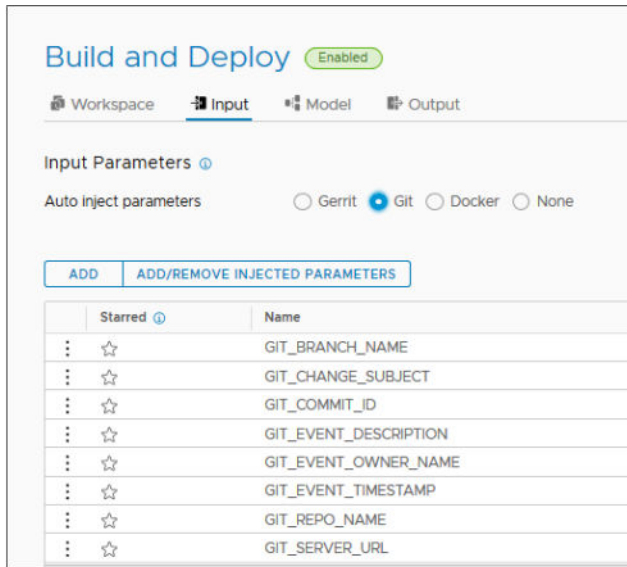 Build and Deploy Enabled
Workspace Input Model Output
Input Parameters
Auto inject parameters Gerrit Git Docker None
ADD ADD/REMOVE INJECTED PARAMETERS
Starred Name
GIT_BRANCH_NAME
GIT_CHANGE_SUBJECT
GIT_COMMIT_ID
GIT_EVENT_DESCRIPTION
GIT_EVENT_OWNER_NAME
GIT_EVENT_TIMESTAMP
GIT_REPO_NAME
GIT_SERVER_URL